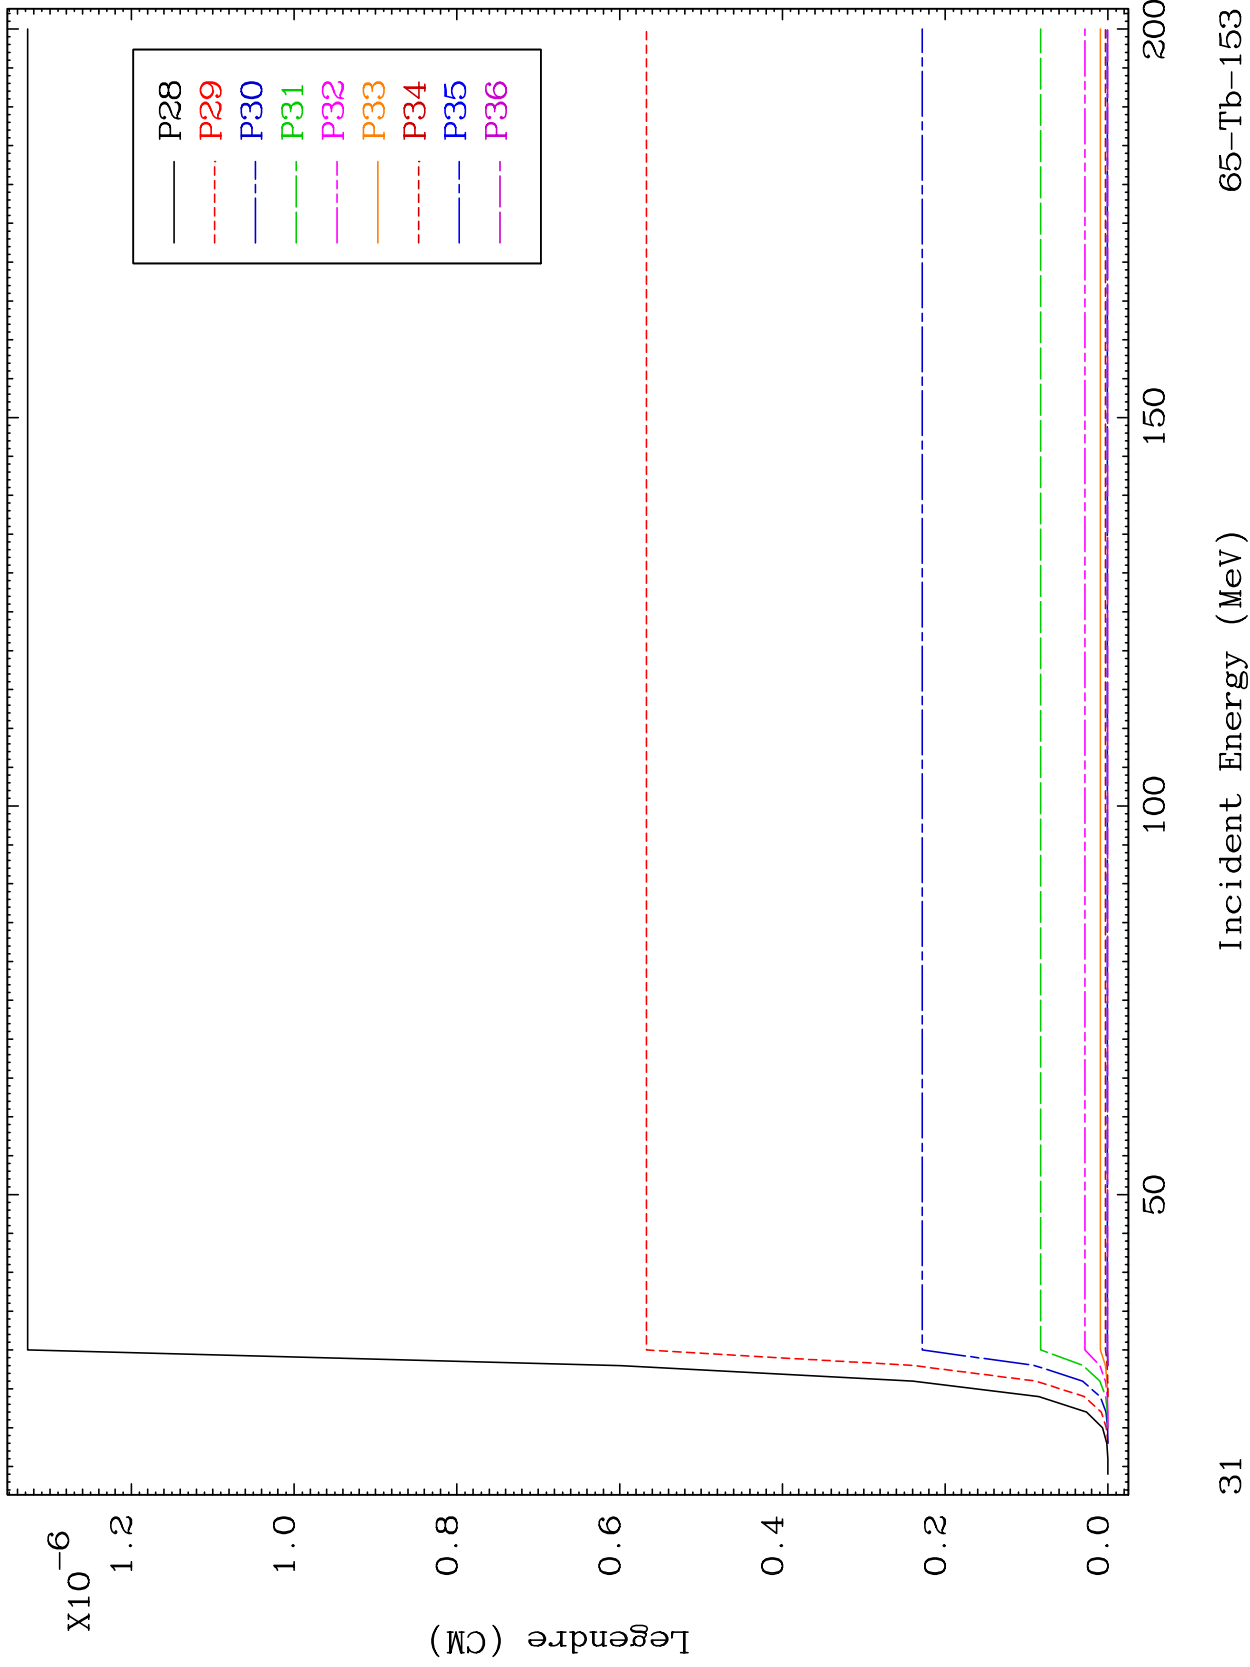 X10-6
1.2
1.0
0.8
0.6
0.4
0.2
0.0
Legendre (CM)
P28
P29
P30
P31
P32
P33
P34
P35
P36
50
100
150
200
Incident Energy (MeV)
31
65-Tb-153